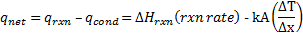 q_net = q_rxn − q_cond = ΔH_rxn(rxn rate) - kA(ΔT/Δx)